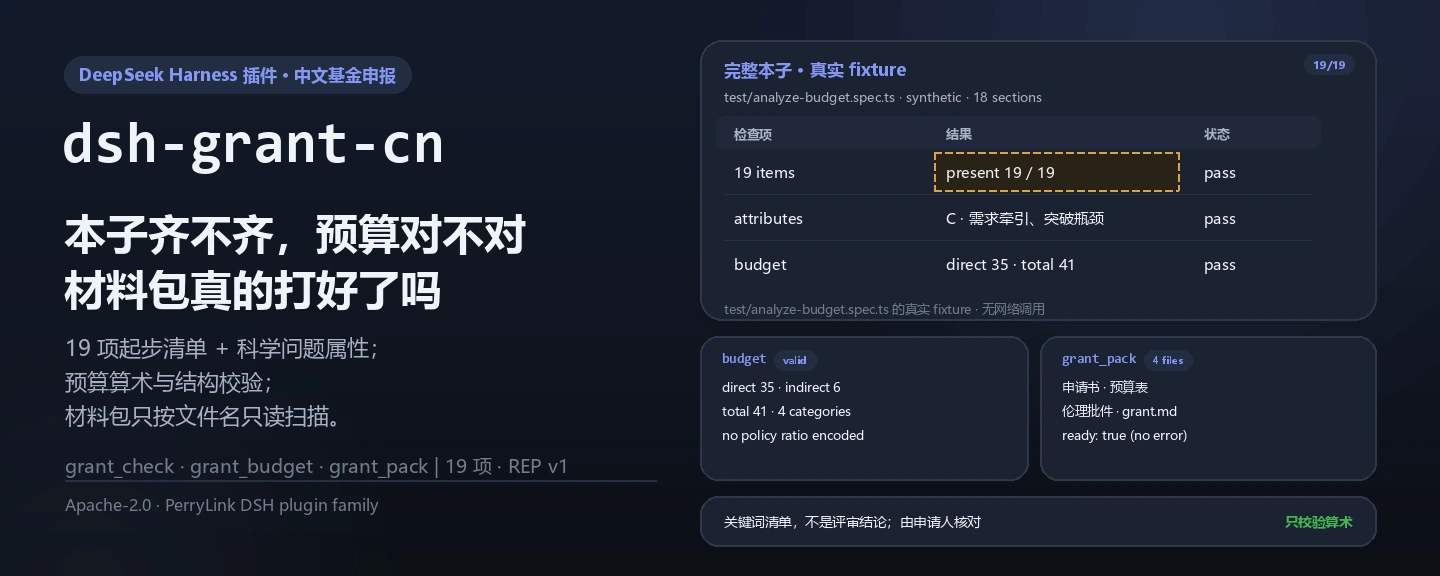 DeepSeek Harness 插件 · 中文基金申报
dsh-grant-cn
本子齐不齐，预算对不对
材料包真的打好了吗
19 项起步清单 + 科学问题属性；
预算算术与结构校验；
材料包只按文件名只读扫描。
grant_check · grant_budget · grant_pack | 19 项 · REP v1
Apache-2.0 · PerryLink DSH plugin family
完整本子 · 真实 fixture
19/19
test/analyze-budget.spec.ts · synthetic · 18 sections
检查项 结果 状态
19 items present 19 / 19 pass
attributes C · 需求牵引、突破瓶颈 pass
budget direct 35 · total 41 pass
test/analyze-budget.spec.ts 的真实 fixture · 无网络调用
budget valid
direct 35 · indirect 6
total 41 · 4 categories
no policy ratio encoded
grant_pack 4 files
申请书 · 预算表
伦理批件 · grant.md
ready: true (no error)
关键词清单，不是评审结论；由申请人核对
只校验算术